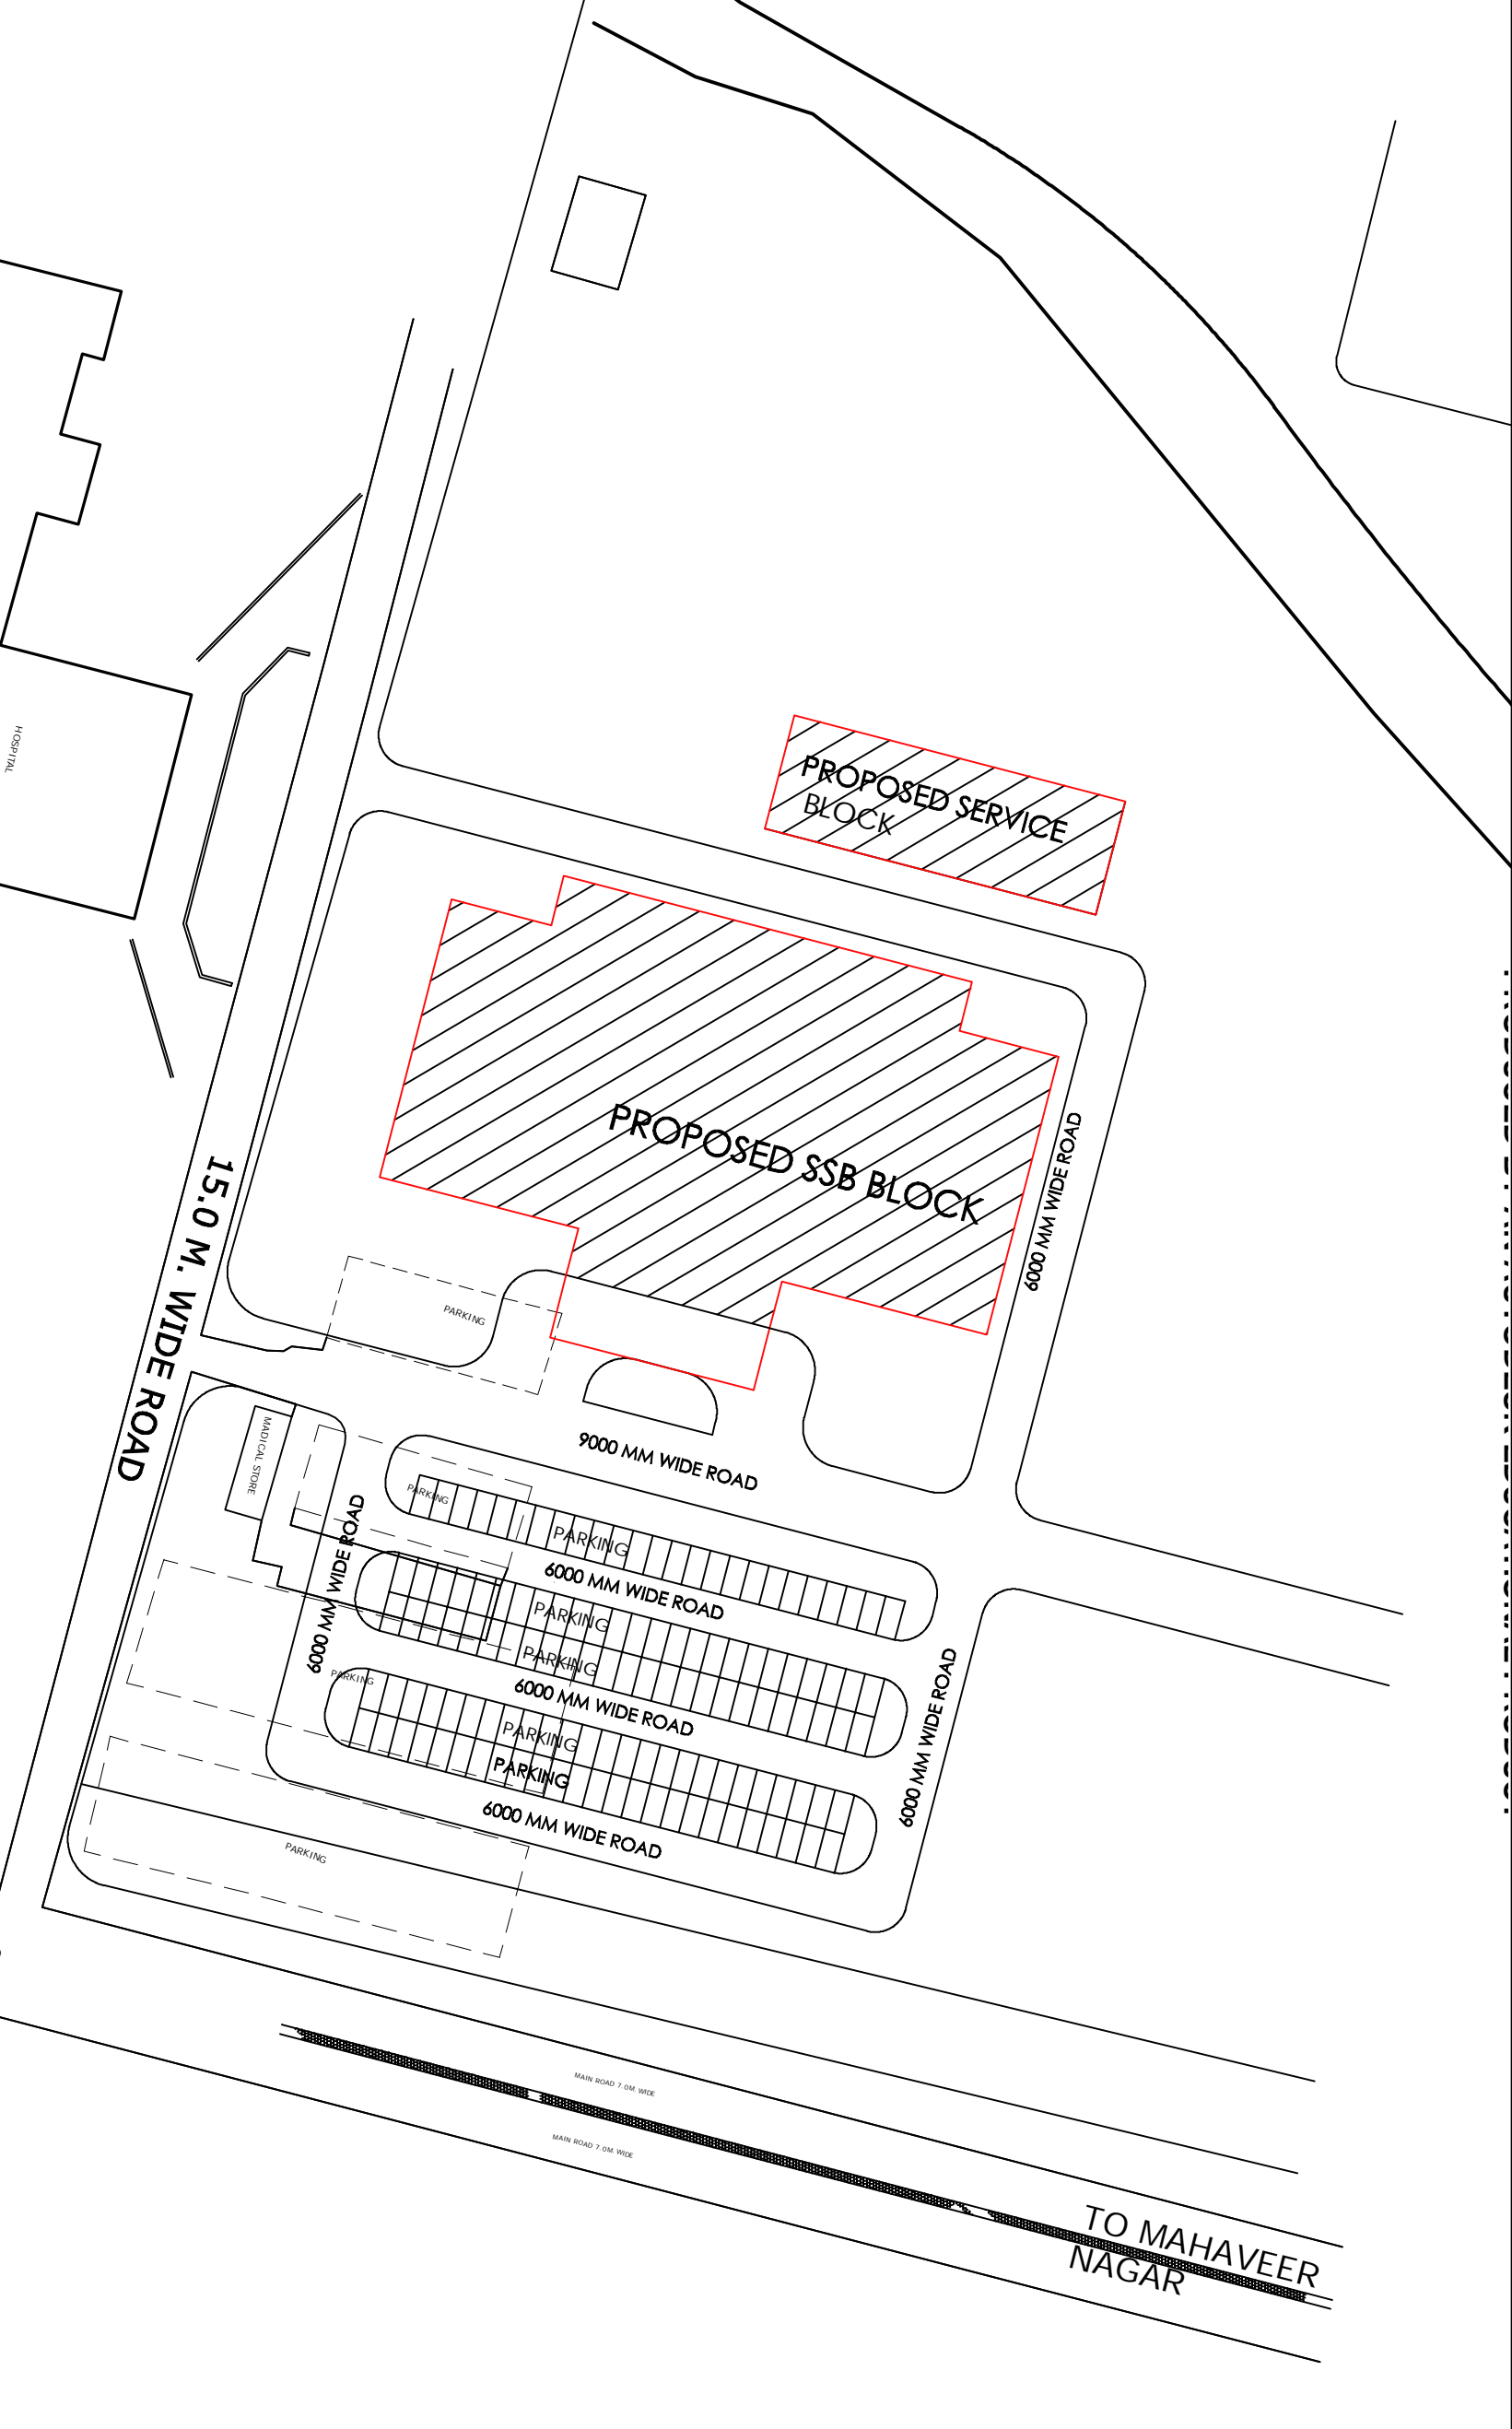 HOSPITAL
PROPOSED SERVICE
BLOCK
PROPOSED SSB BLOCK
6000 MM WIDE ROAD
15.0 M. WIDE ROAD
PARKING
MADICAL STORE
9000 MM WIDE ROAD
PARKING
PARKING
6000 MM WIDE ROAD
6000 MM WIDE ROAD
PARKING
PARKING
PARKING
6000 MM WIDE ROAD
6000 MM WIDE ROAD
PARKING
PARKING
6000 MM WIDE ROAD
PARKING
MAIN ROAD 7.0M. WIDE
MAIN ROAD 7.0M. WIDE
TO MAHAVEER
NAGAR